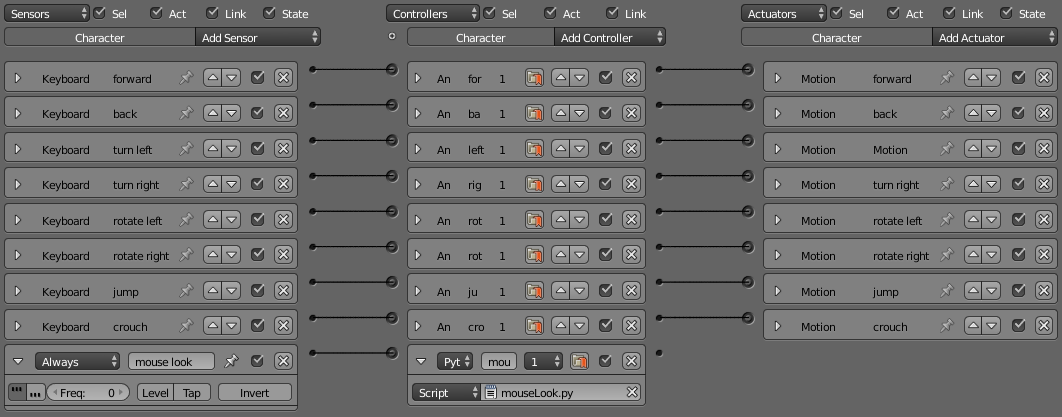 Sensors Sel Act Link State Controllers Sel Act Link Actuators Sel Act Link State
Character Add Sensor Character Add Controller Character Add Actuator
Keyboard forward An for 1 Motion forward
Keyboard back An ba 1 Motion back
Keyboard turn left An left 1 Motion Motion
Keyboard turn right An rig 1 Motion turn right
Keyboard rotate left An rot 1 Motion rotate left
Keyboard rotate right An rot 1 Motion rotate right
Keyboard jump An ju 1 Motion jump
Keyboard crouch An cro 1 Motion crouch
Always mouse look Pyt mou 1
Freq: 0 Level Tap Invert Script mouseLook.py